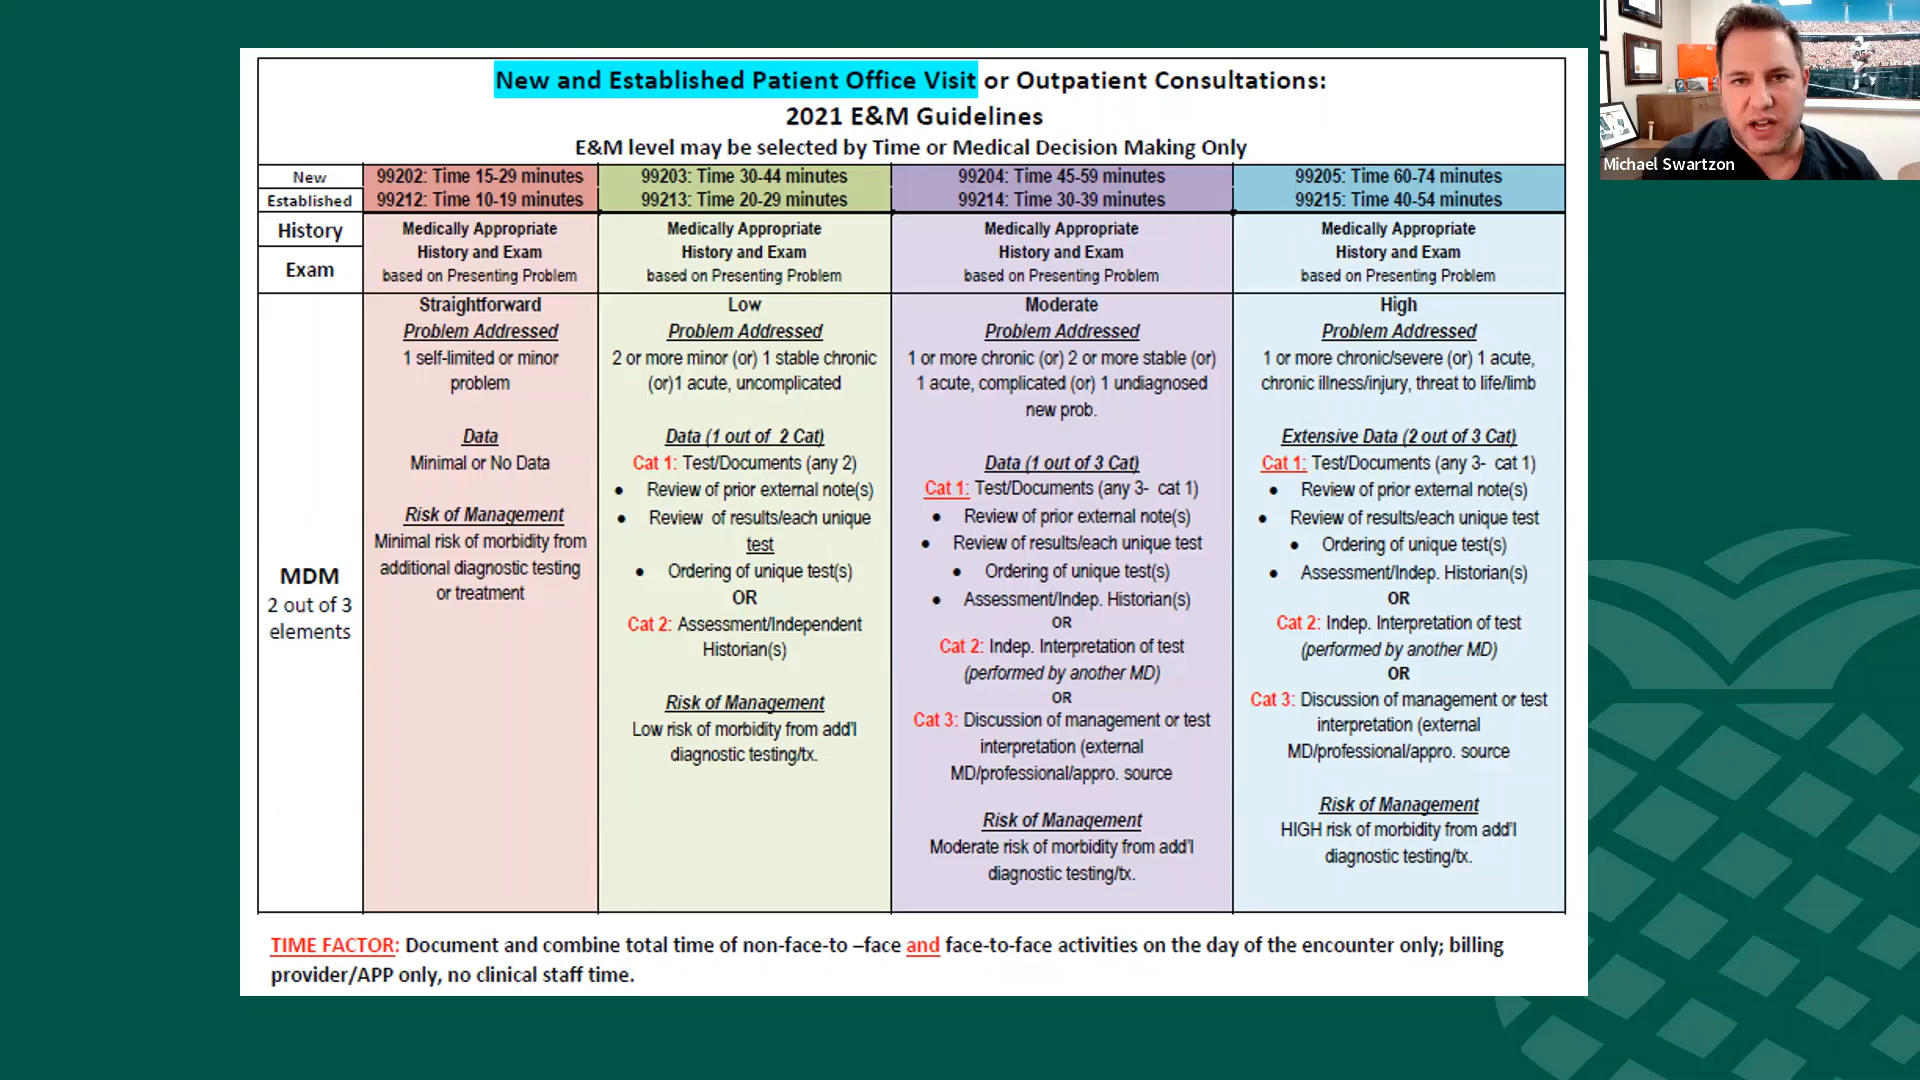 New and Established Patient Office Visit or Outpatient Consultations:
2021 E&M Guidelines
E&M level may be selected by Time or Medical Decision Making Only
New
99202: Time 15-29 minutes
99203: Time 30-44 minutes
99204: Time 45-59 minutes
99205: Time 60-74 minutes
Established
99212: Time 10-19 minutes
99213: Time 20-29 minutes
99214: Time 30-39 minutes
99215: Time 40-54 minutes
History
Exam
Medically Appropriate
History and Exam
based on Presenting Problem
Medically Appropriate
History and Exam
based on Presenting Problem
Medically Appropriate
History and Exam
based on Presenting Problem
Medically Appropriate
History and Exam
based on Presenting Problem
MDM
2 out of 3
elements
Straightforward
Problem Addressed
1 self-limited or minor
problem
Data
Minimal or No Data
Risk of Management
Minimal risk of morbidity from
additional diagnostic testing
or treatment
Low
Problem Addressed
2 or more minor (or) 1 stable chronic
(or)1 acute, uncomplicated
Data (1 out of 2 Cat)
Cat 1: Test/Documents (any 2)
• Review of prior external note(s)
• Review of results/each unique
test
• Ordering of unique test(s)
OR
Cat 2: Assessment/Independent
Historian(s)
Risk of Management
Low risk of morbidity from add'l
diagnostic testing/tx.
Moderate
Problem Addressed
1 or more chronic (or) 2 or more stable (or)
1 acute, complicated (or) 1 undiagnosed
new prob.
Data (1 out of 3 Cat)
Cat 1: Test/Documents (any 3- cat 1)
• Review of prior external note(s)
• Review of results/each unique test
• Ordering of unique test(s)
• Assessment/Indep. Historian(s)
OR
Cat 2: Indep. Interpretation of test
(performed by another MD)
OR
Cat 3: Discussion of management or test
interpretation (external
MD/professional/appro. source
Risk of Management
Moderate risk of morbidity from add'l
diagnostic testing/tx.
High
Problem Addressed
1 or more chronic/severe (or) 1 acute,
chronic illness/injury, threat to life/limb
Extensive Data (2 out of 3 Cat)
Cat 1: Test/Documents (any 3- cat 1)
• Review of prior external note(s)
• Review of results/each unique test
• Ordering of unique test(s)
• Assessment/Indep. Historian(s)
OR
Cat 2: Indep. Interpretation of test
(performed by another MD)
OR
Cat 3: Discussion of management or test
interpretation (external
MD/professional/appro. source
Risk of Management
HIGH risk of morbidity from add'l
diagnostic testing/tx.
TIME FACTOR: Document and combine total time of non-face-to –face and face-to-face activities on the day of the encounter only; billing
provider/APP only, no clinical staff time.
Michael Swartzon